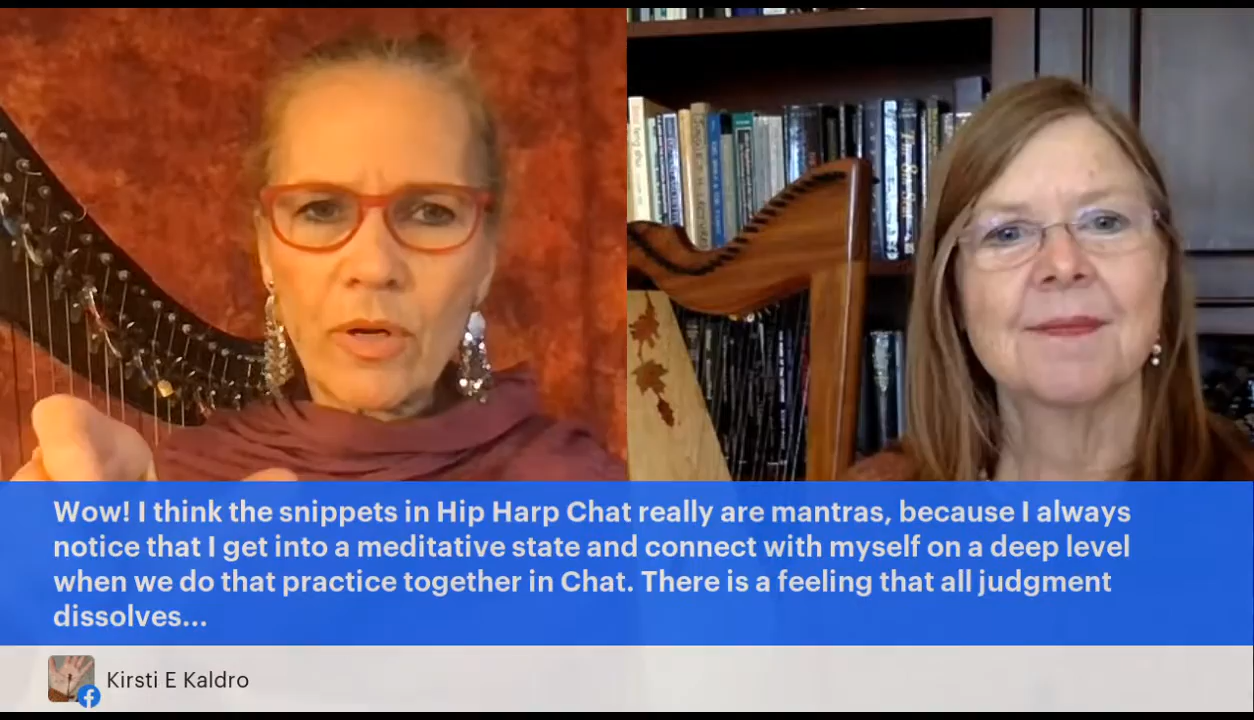 Wow! I think the snippets in Hip Harp Chat really are mantras, because I always
notice that I get into a meditative state and connect with myself on a deep level
when we do that practice together in Chat. There is a feeling that all judgment
dissolves...
Kirsti E Kaldro